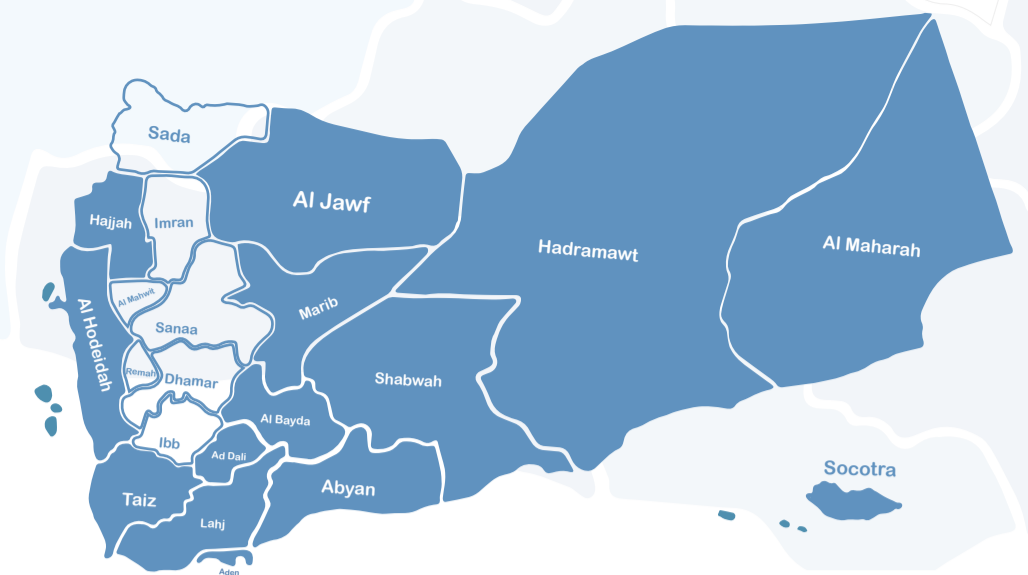 Sada
Al Jawf
Hajjah
Imran
Hadramawt
Al Maharah
Al Mahwit
Marib
Sanaa
Al Hodeidah
Remah
Dhamar
Shabwah
Al Bayda
Ibb
Ad Dali
Socotra
Abyan
Taiz
Lahj
Aden